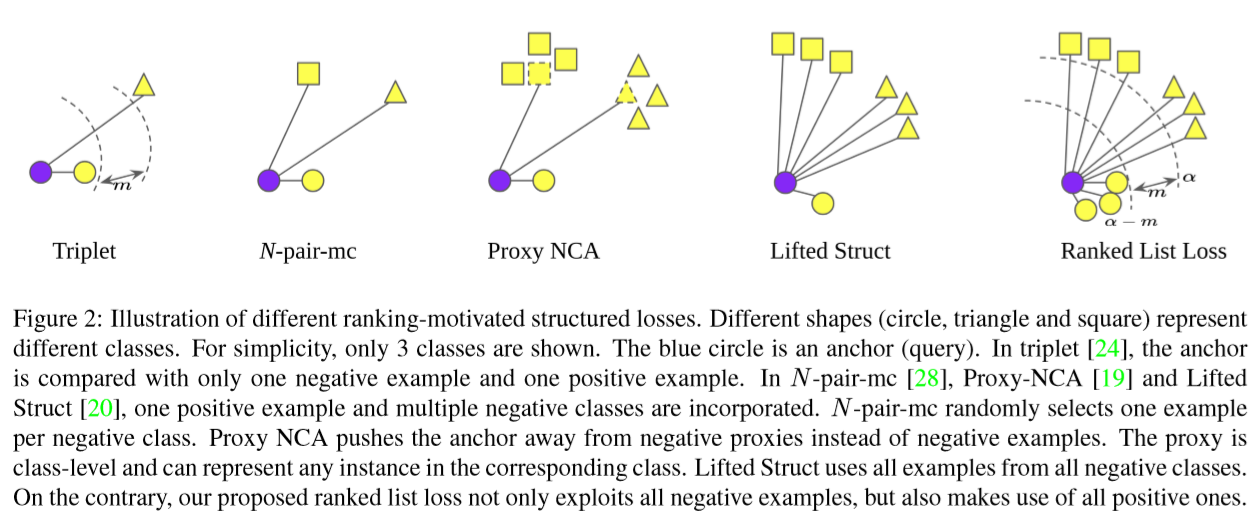 m
α
m
α − m
Triplet
N-pair-mc
Proxy NCA
Lifted Struct
Ranked List Loss
Figure 2: Illustration of different ranking-motivated structured losses. Different shapes (circle, triangle and square) represent
different classes. For simplicity, only 3 classes are shown. The blue circle is an anchor (query). In triplet [24], the anchor
is compared with only one negative example and one positive example. In N-pair-mc [28], Proxy-NCA [19] and Lifted
Struct [20], one positive example and multiple negative classes are incorporated. N-pair-mc randomly selects one example
per negative class. Proxy NCA pushes the anchor away from negative proxies instead of negative examples. The proxy is
class-level and can represent any instance in the corresponding class. Lifted Struct uses all examples from all negative classes.
On the contrary, our proposed ranked list loss not only exploits all negative examples, but also makes use of all positive ones.